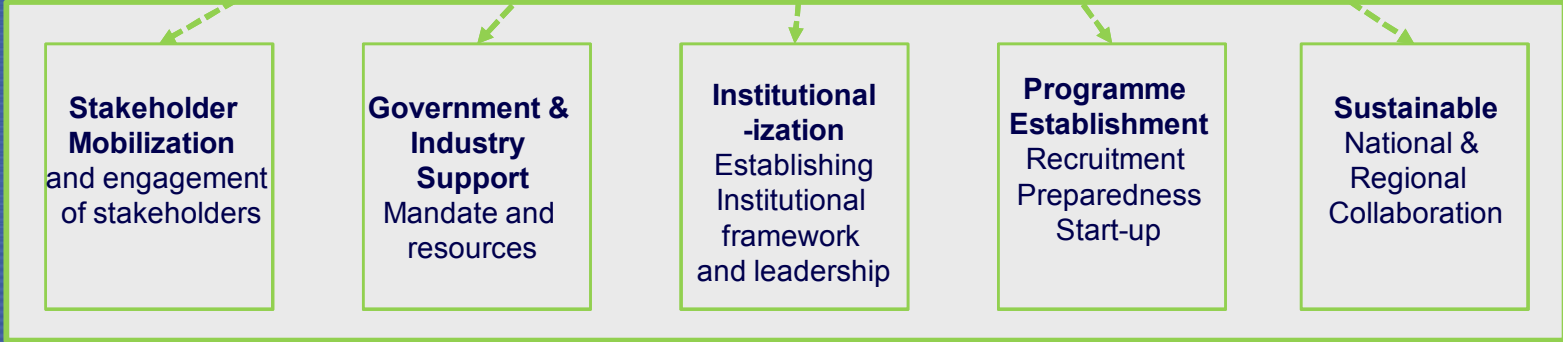 Stakeholder
Mobilization
and engagement
of stakeholders
Government &
Industry
Support
Mandate and
resources
Institutional
-ization
Establishing
Institutional
framework
and leadership
Programme
Establishment
Recruitment
Preparedness
Start-up
Sustainable
National &
Regional
Collaboration